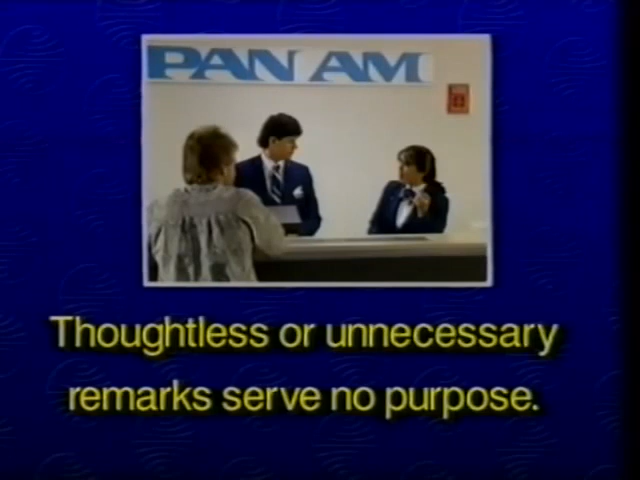 PAN AM
Thoughtless or unnecessary
remarks serve no purpose.